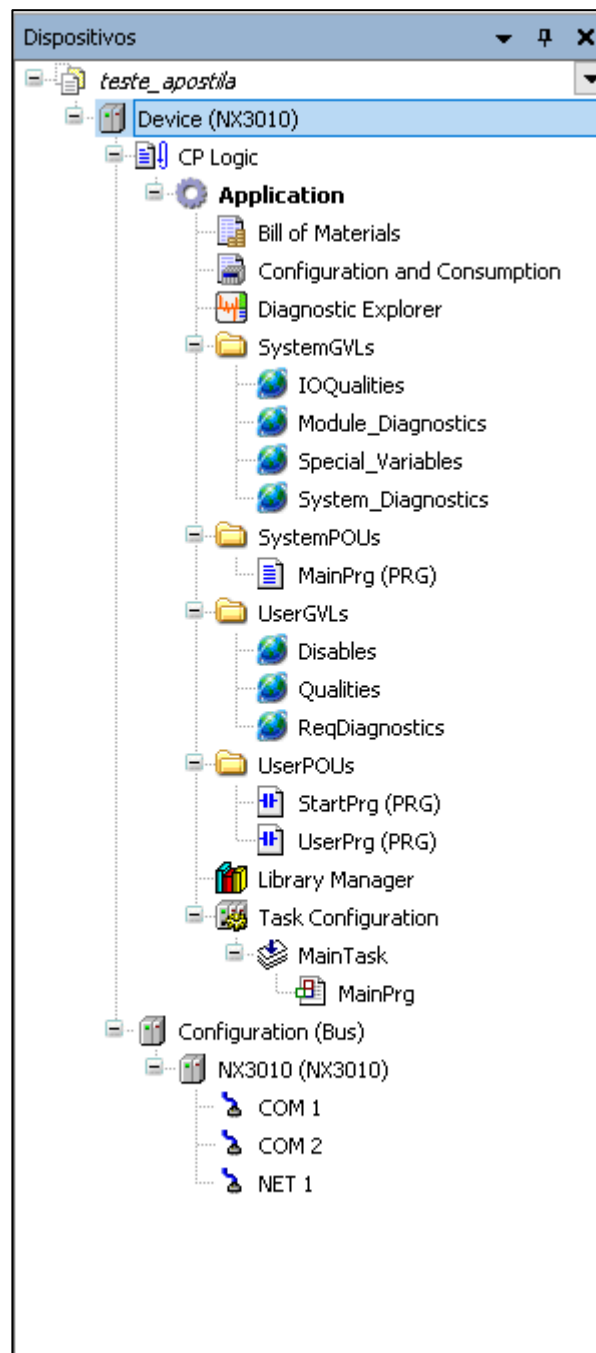 Dispositivos
teste_apostila
Device (NX3010)
CP Logic
Application
Bill of Materials
Configuration and Consumption
Diagnostic Explorer
SystemGVLs
IOQualities
Module_Diagnostics
Special_Variables
System_Diagnostics
SystemPOUs
MainPrg (PRG)
UserGVLs
Disables
Qualities
ReqDiagnostics
UserPOUs
StartPrg (PRG)
UserPrg (PRG)
Library Manager
Task Configuration
MainTask
MainPrg
Configuration (Bus)
NX3010 (NX3010)
COM 1
COM 2
NET 1